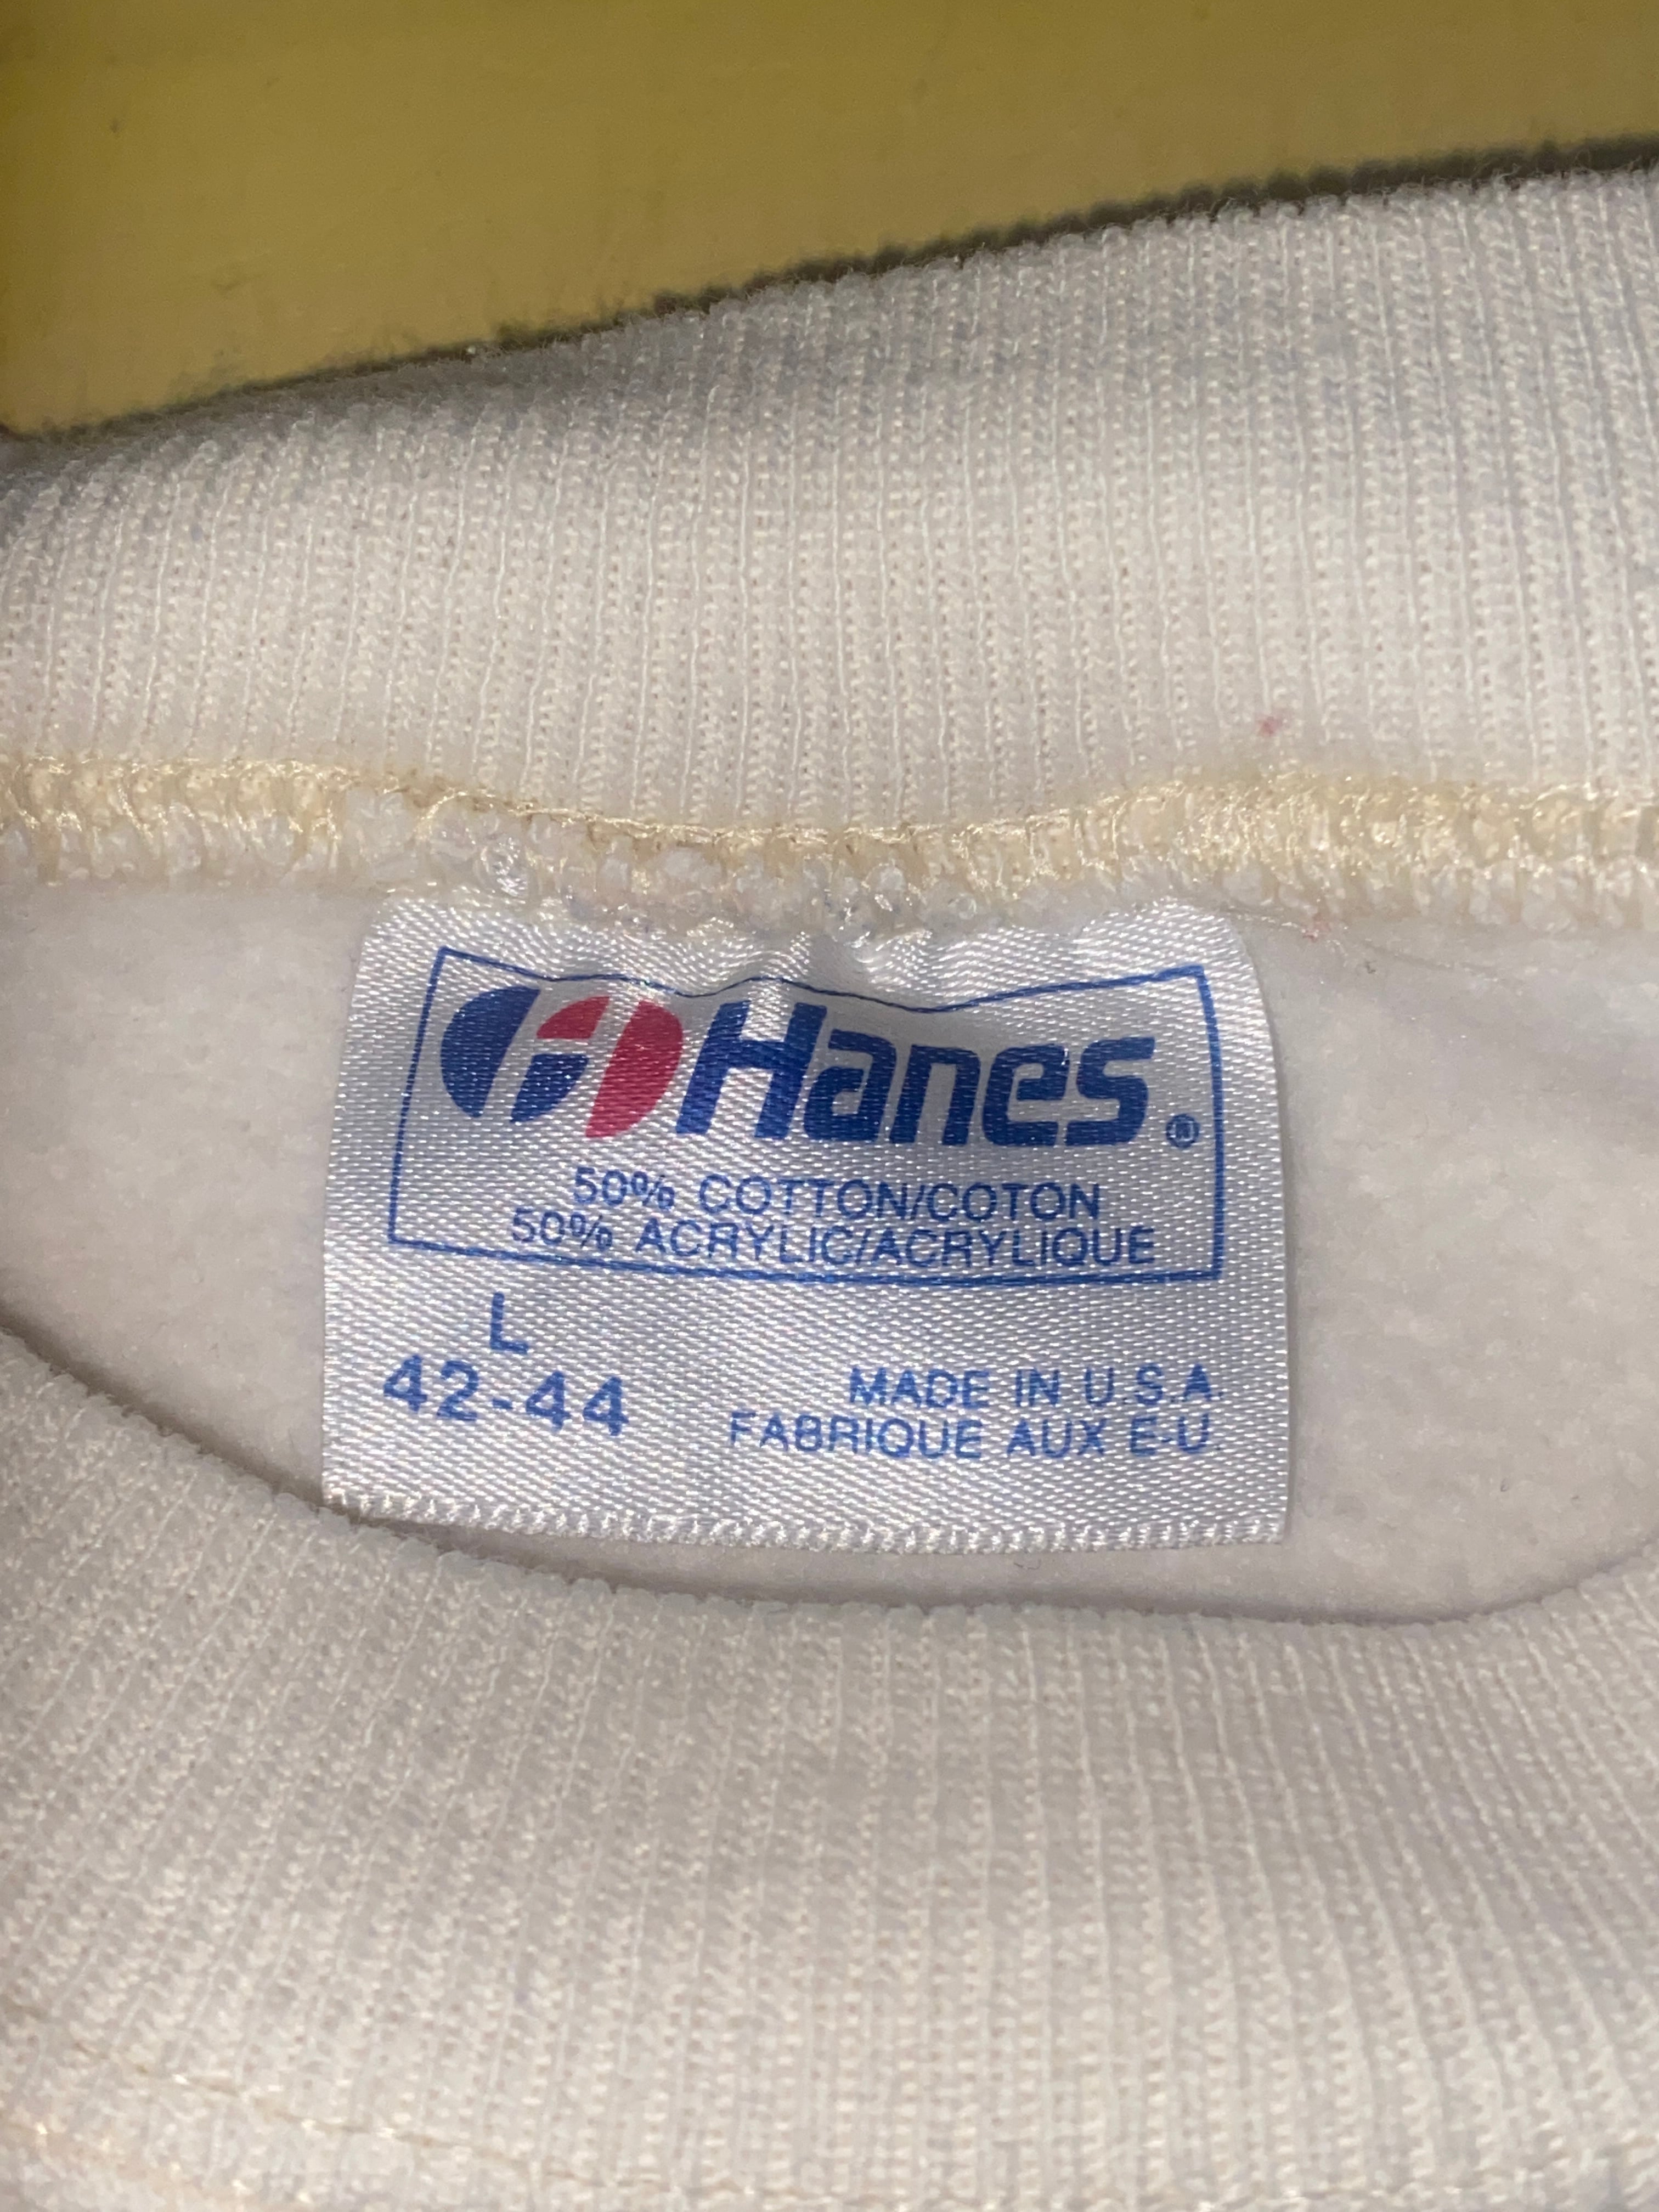 Hanes®
50% COTTON/COTON
50% ACRYLIC/ACRYLIQUE
L
42-44
MADE IN U.S.A.
FABRIQUE AUX E-U.